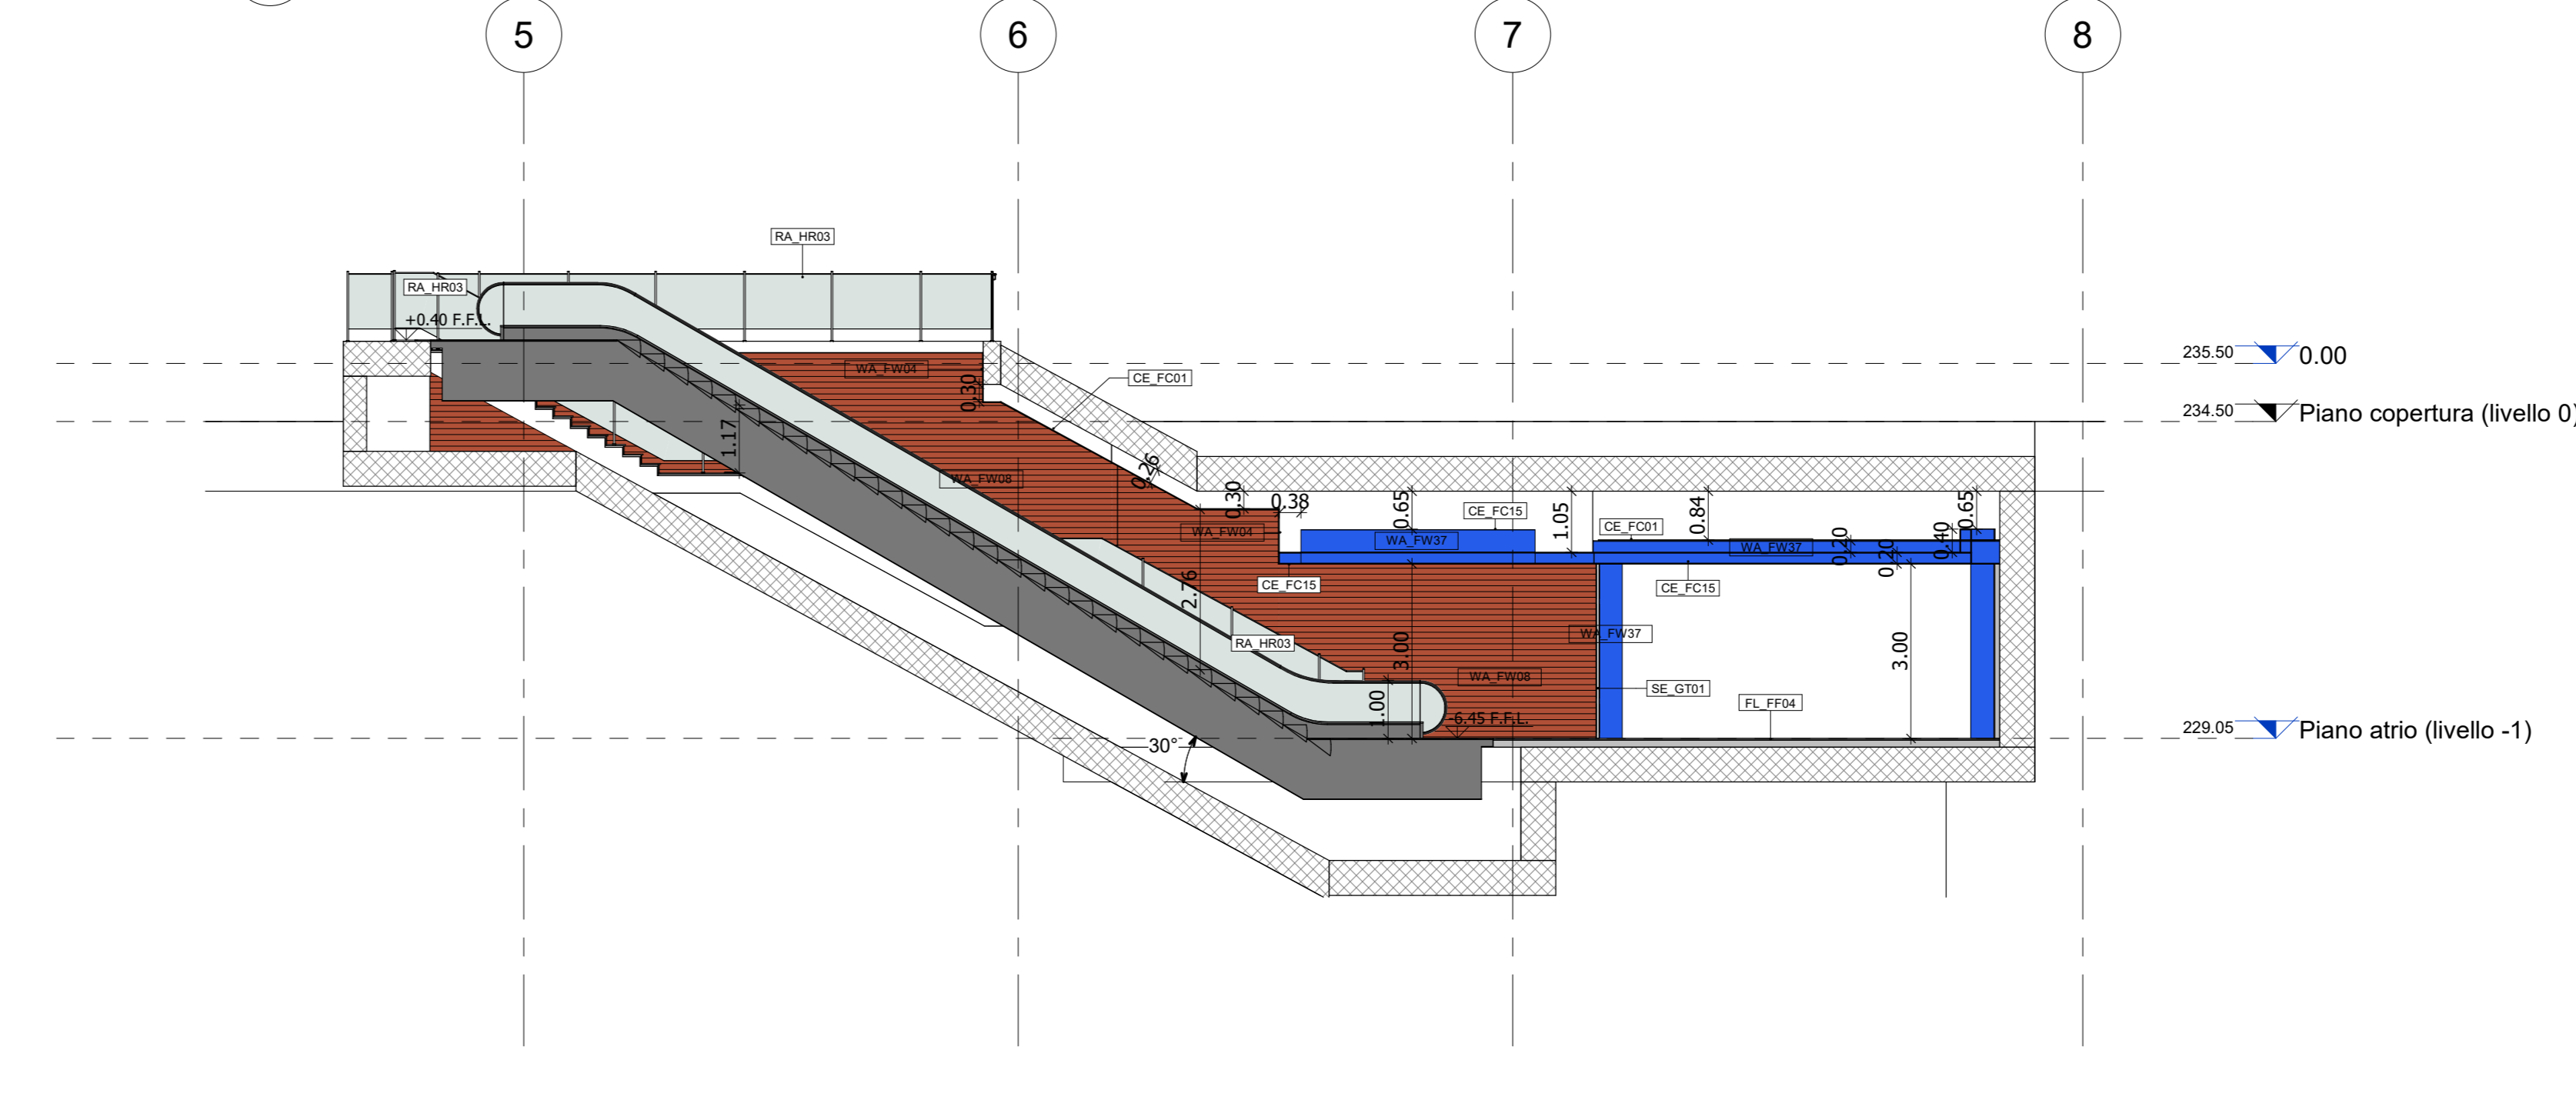 5
6
7
8
RA_HR03
RA_HR03
+0.40 F.F.L.
235.50
0.00
WA_FW04
CE_FC01
0.30
234.50
Piano copertura (livello 0)
1.17
WA_FW08
0.26
0.30
0.38
0.65
CE_FC15
1.05
CE_FC01
0.84
0.65
WA_FW04
WA_FW37
WA_FW37
0.20
0.20
0.40
CE_FC15
CE_FC15
2.76
RA_HR03
3.00
WA_FW37
3.00
WA_FW08
SE_GT01
FL_FF04
1.00
-6.45 F.F.L.
229.05
Piano atrio (livello -1)
30°